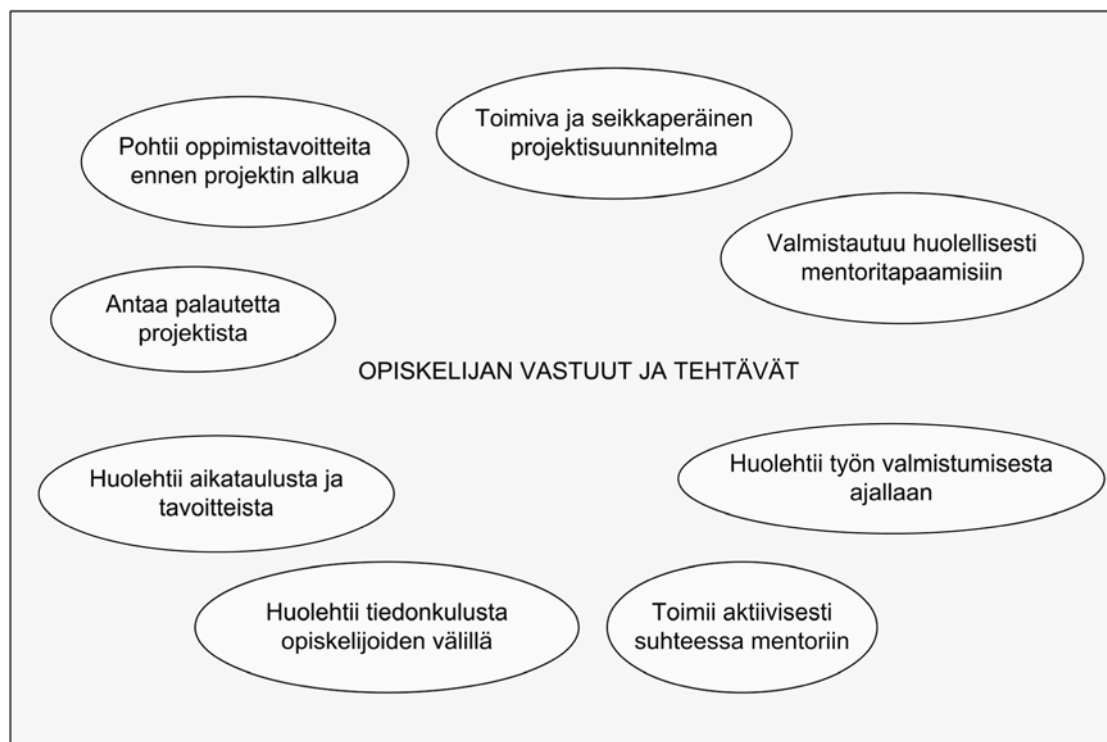 Toimiva ja seikkaperäinen
projektisuunnitelma
Pohtii oppimistavoitteita
ennen projektin alkua
Valmistautuu huolellisesti
mentoritapaamisiin
Antaa palautetta
projektista
OPISKELIJAN VASTUUT JA TEHTÄVÄT
Huolehtii aikataulusta ja
tavoitteista
Huolehtii työn valmistumisesta
ajallaan
Huolehtii tiedonkulusta
opiskelijoiden välillä
Toimii aktiivisesti
suhteessa mentoriin